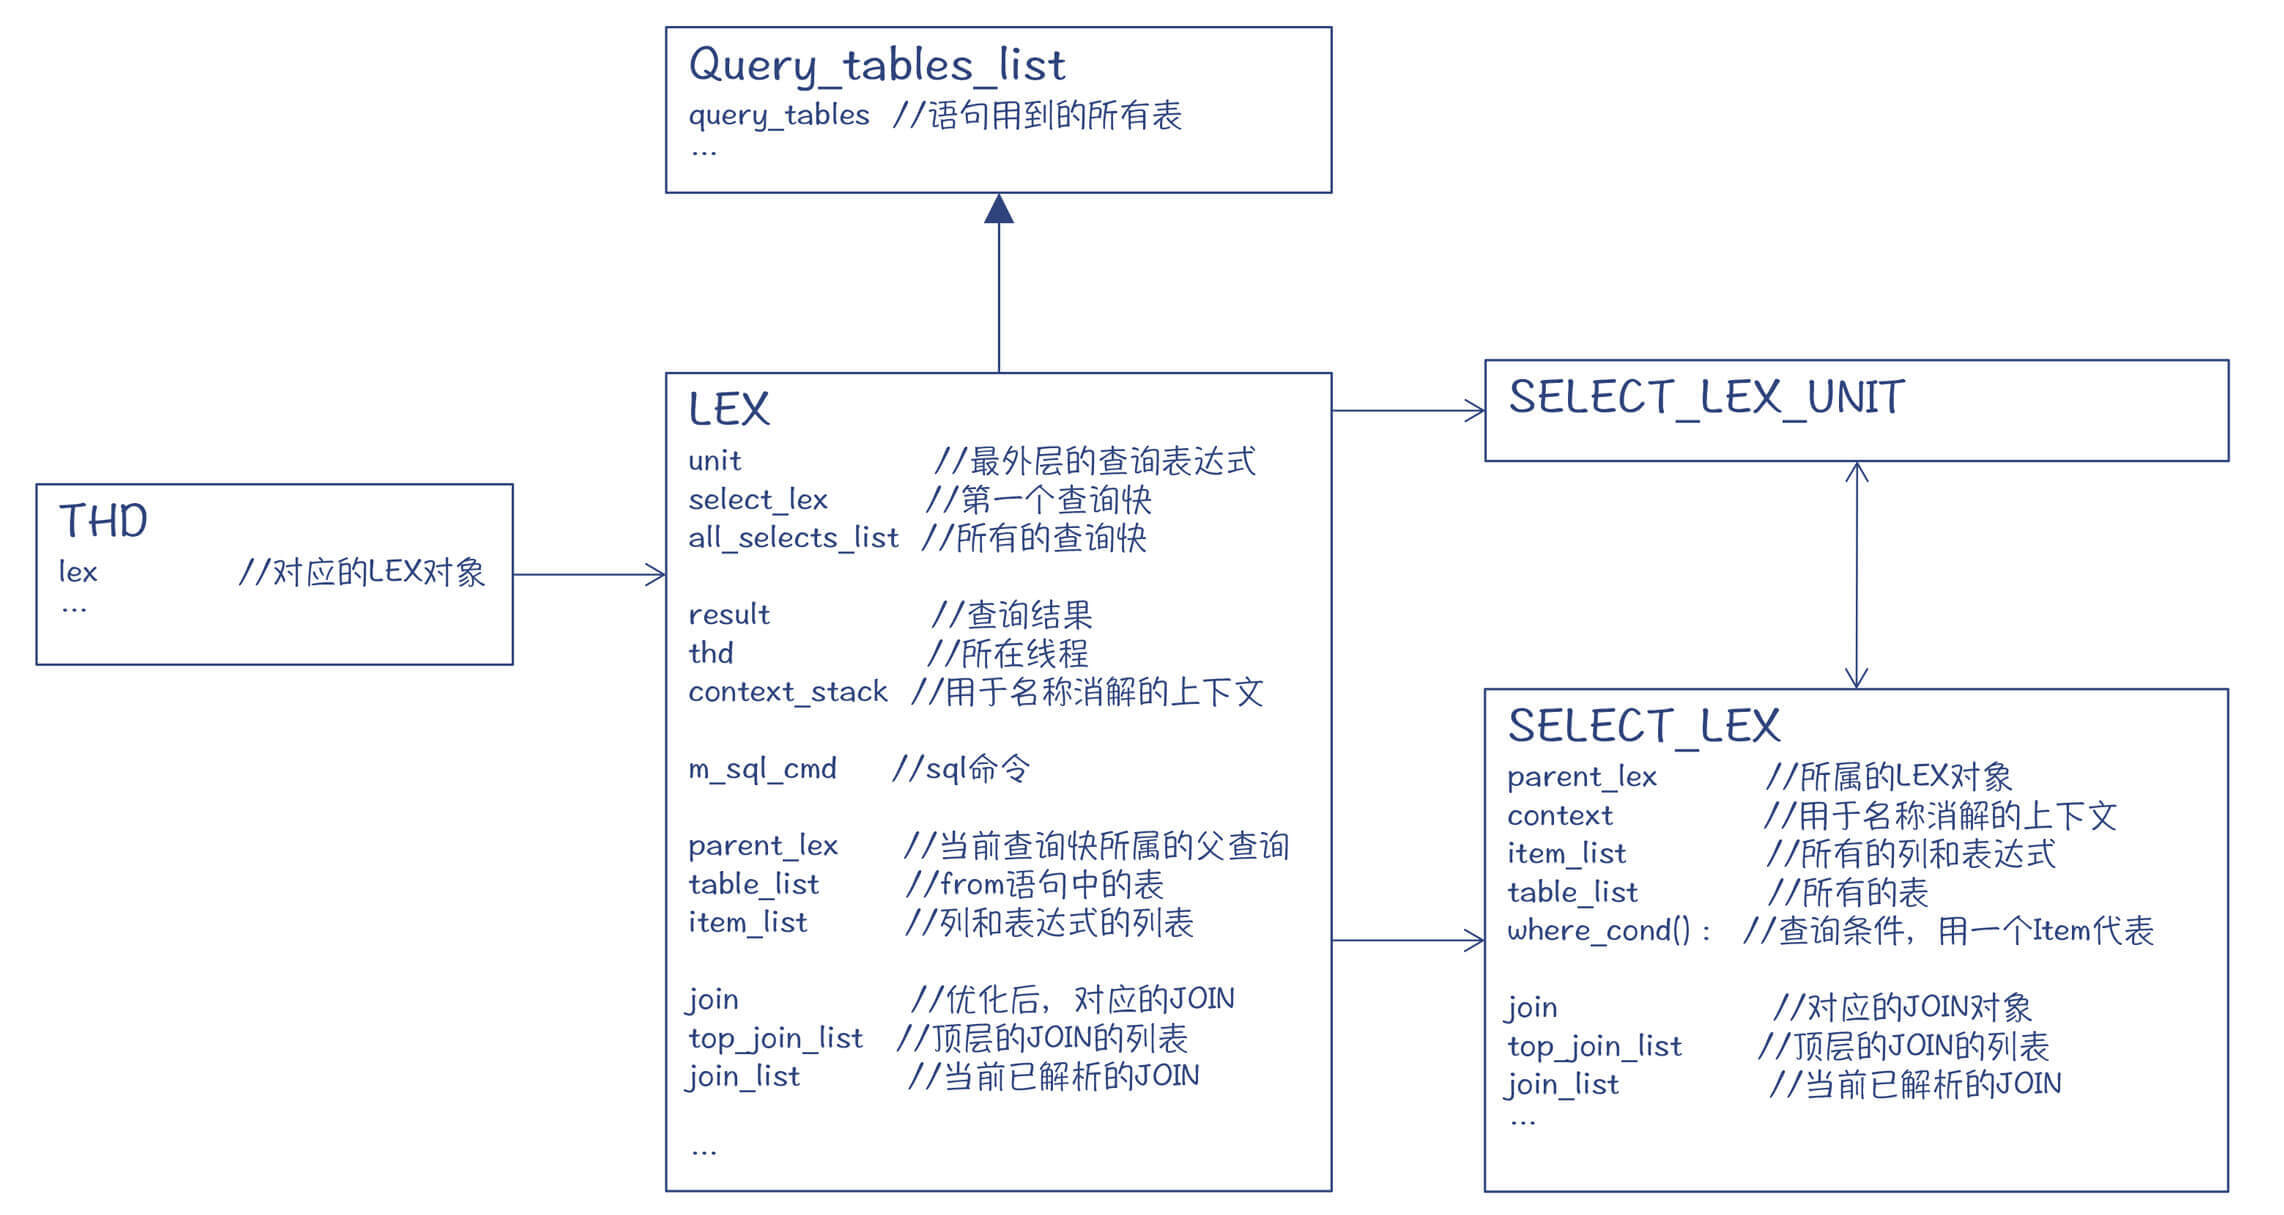 Query_tables_list
query_tables //语句用到的所有表
...
THD
lex //对应的LEX对象
...
LEX
unit //最外层的查询表达式
select_lex //第一个查询快
all_selects_list //所有的查询快
result //查询结果
thd //所在线程
context_stack //用于名称消解的上下文
m_sql_cmd //sql命令
parent_lex //当前查询快所属的父查询
table_list //from语句中的表
item_list //列和表达式的列表
join //优化后，对应的JOIN
top_join_list //顶层的JOIN的列表
join_list //当前已解析的JOIN
...
SELECT_LEX_UNIT
SELECT_LEX
parent_lex //所属的LEX对象
context //用于名称消解的上下文
item_list //所有的列和表达式
table_list //所有的表
where_cond() : //查询条件，用一个Item代表
join //对应的JOIN对象
top_join_list //顶层的JOIN的列表
join_list //当前已解析的JOIN
...